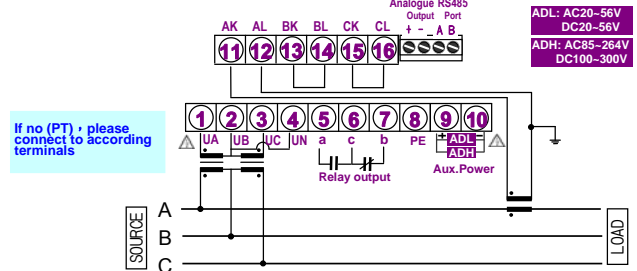 Analogue RS485
Output Port
+ - A B
AK AL BK BL CK CL
11 12 13 14 15 16
ADL: AC20~56V
DC20~56V
ADH: AC85~264V
DC100~300V
1 2 3 4 5 6 7 8 9 10
UA UB UC UN a c b PE + ADL -
ADH
Relay output
Aux.Power
If no (PT)，please
connect to according
terminals
SOURCE
A
B
C
LOAD